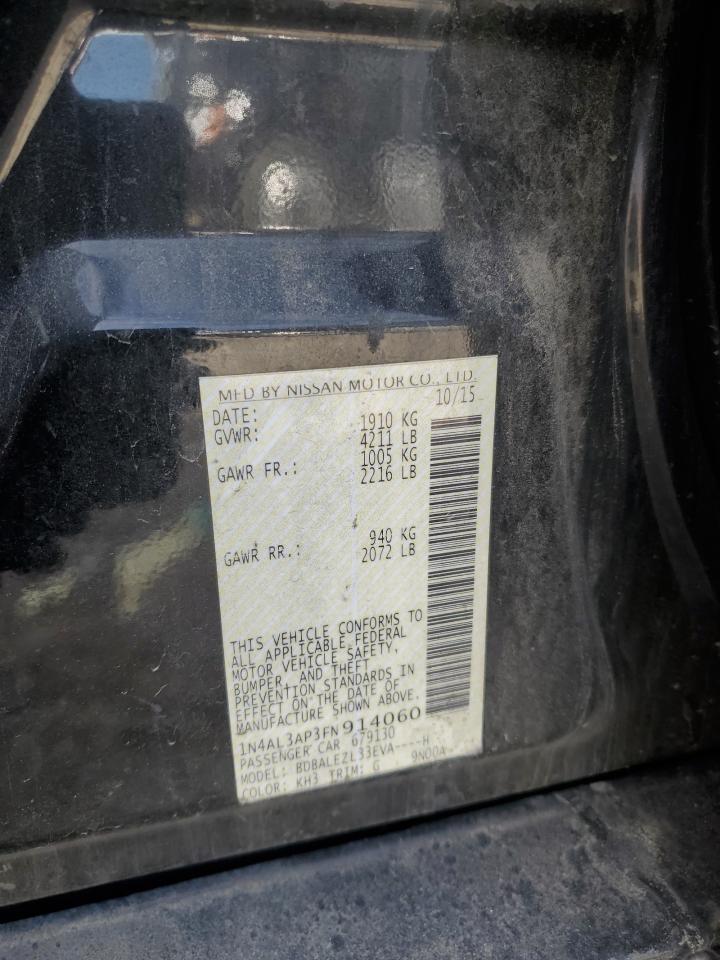 MFD BY NISSAN MOTOR CO., LTD.
DATE: 10/15
GVWR: 1910 KG
4211 LB
GAWR FR.: 1005 KG
2216 LB
GAWR RR.: 940 KG
2072 LB
THIS VEHICLE CONFORMS TO
ALL APPLICABLE FEDERAL
MOTOR VEHICLE SAFETY,
BUMPER, AND THEFT
PREVENTION STANDARDS IN
EFFECT ON THE DATE OF
MANUFACTURE SHOWN ABOVE.
1N4AL3AP3FN914060
PASSENGER CAR 679130
MODEL: BDBALEZL33EVA----H
COLOR: KH3 TRIM: G 9N00A